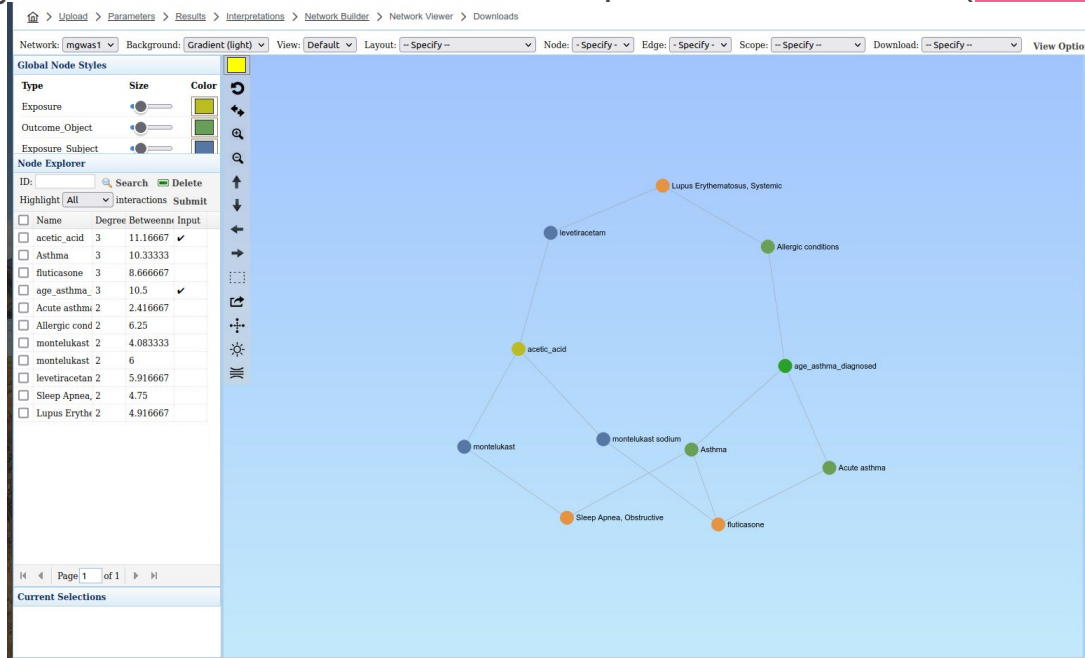 > Upload > Parameters > Results > Interpretations > Network Builder > Network Viewer > Downloads
Network: mgwas1 Background: Gradient (light) View: Default Layout: -- Specify -- Node: - Specify - Edge: - Specify - Scope: -- Specify -- Download: -- Specify -- View Optio
Global Node Styles
Type Size Color
Exposure
Outcome_Object
Exposure_Subject
Node Explorer
ID: Search Delete
Highlight All interactions Submit
Name Degree Betweenne Input
acetic_acid 3 11.16667 ✔
Asthma 3 10.33333
fluticasone 3 8.666667
age_asthma_ 3 10.5 ✔
Acute asthma 2 2.416667
Allergic cond 2 6.25
montelukast 2 4.083333
montelukast 2 6
levetiracetan 2 5.916667
Sleep Apnea, 2 4.75
Lupus Erythe 2 4.916667
Page 1 of 1
Current Selections
Lupus Erythematosus, Systemic
levetiracetam
Allergic conditions
acetic_acid
age_asthma_diagnosed
montelukast
montelukast sodium
Asthma
Acute asthma
Sleep Apnea, Obstructive
fluticasone